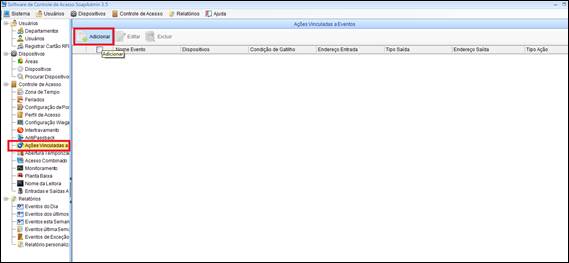 Software de Controle de Acesso SoapAdmin 3.5
Sistema Usuários Dispositivos Controle de Acesso Relatórios Ajuda
Usuários
Departamentos
Usuários
Registrar Cartão RFI
Dispositivos
Áreas
Dispositivos
Procurar Dispositivos
Controle de Acesso
Zona de Tempo
Feriados
Configuração de Por
Perfil de Acesso
Configuração Wiega
Intertravamento
AntiPassback
Ações Vinculadas a
Abertura Temporiza
Acesso Combinado
Monitoramento
Planta Baixa
Nome da Leitora
Entradas e Saídas A
Relatórios
Eventos do Dia
Eventos dos últimos
Eventos esta Seman
Eventos última Sem
Eventos de Exceção
Relatório personaliz
Ações Vinculadas a Eventos
Adicionar Editar Excluir
Nome Evento Dispositivos Condição de Gatilho Endereço Entrada Tipo Saída Endereço Saída Tipo Ação
Adicionar